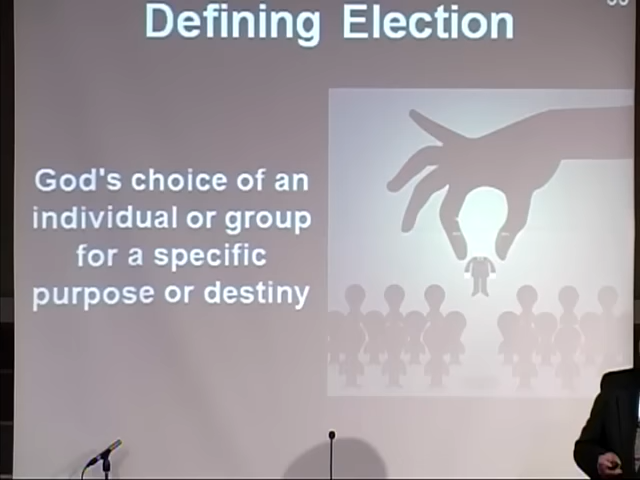 Defining Election
God's choice of an
individual or group
for a specific
purpose or destiny